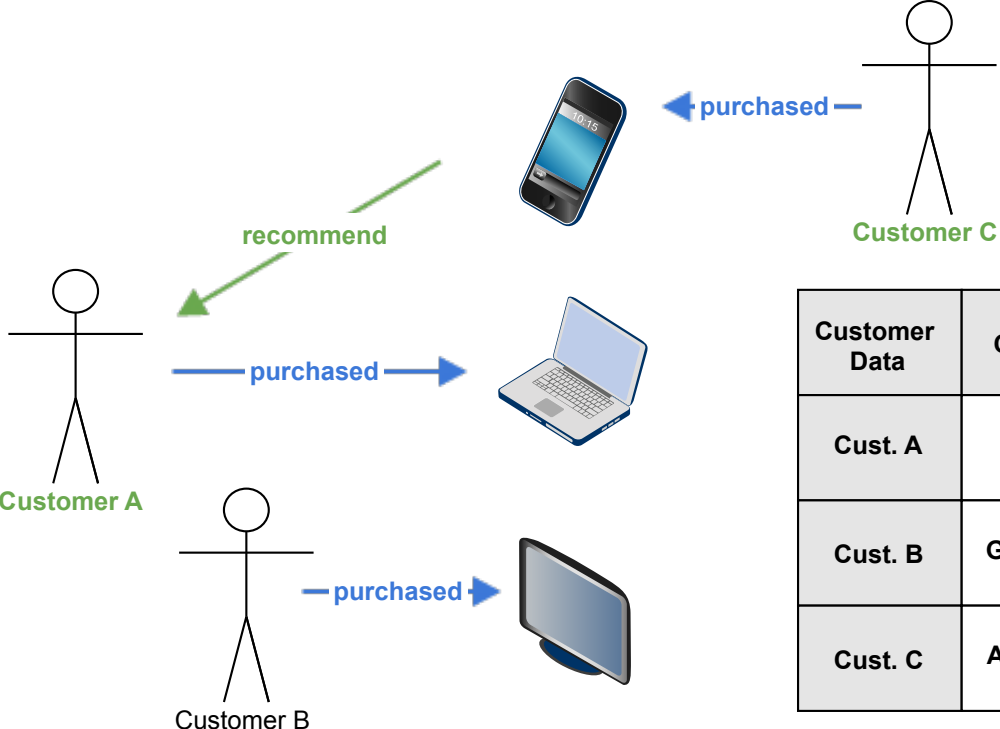 10:15
purchased
Customer C
recommend
purchased
Customer A
purchased
Customer B
Customer
Data
Cust. A
Cust. B
Cust. C